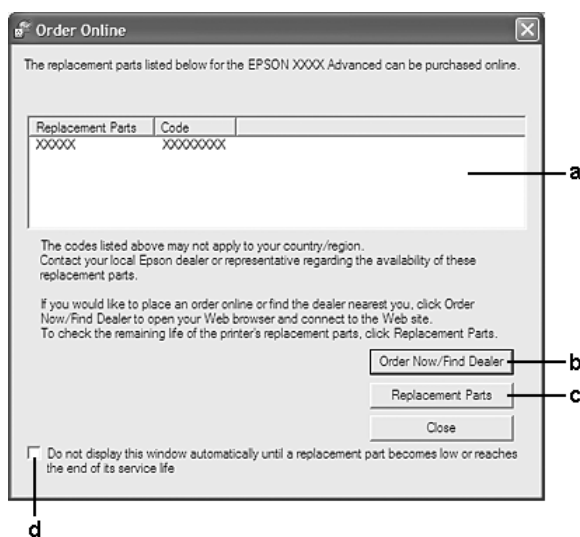 Order Online
The replacement parts listed below for the EPSON XXXX Advanced can be purchased online.
Replacement Parts Code
XXXXX XXXXXXXX
a
The codes listed above may not apply to your country/region.
Contact your local Epson dealer or representative regarding the availability of these
replacement parts.
If you would like to place an order online or find the dealer nearest you, click Order
Now/Find Dealer to open your Web browser and connect to the Web site.
To check the remaining life of the printer's replacement parts, click Replacement Parts.
Order Now/Find Dealer b
Replacement Parts c
Close
Do not display this window automatically until a replacement part becomes low or reaches
the end of its service life
d